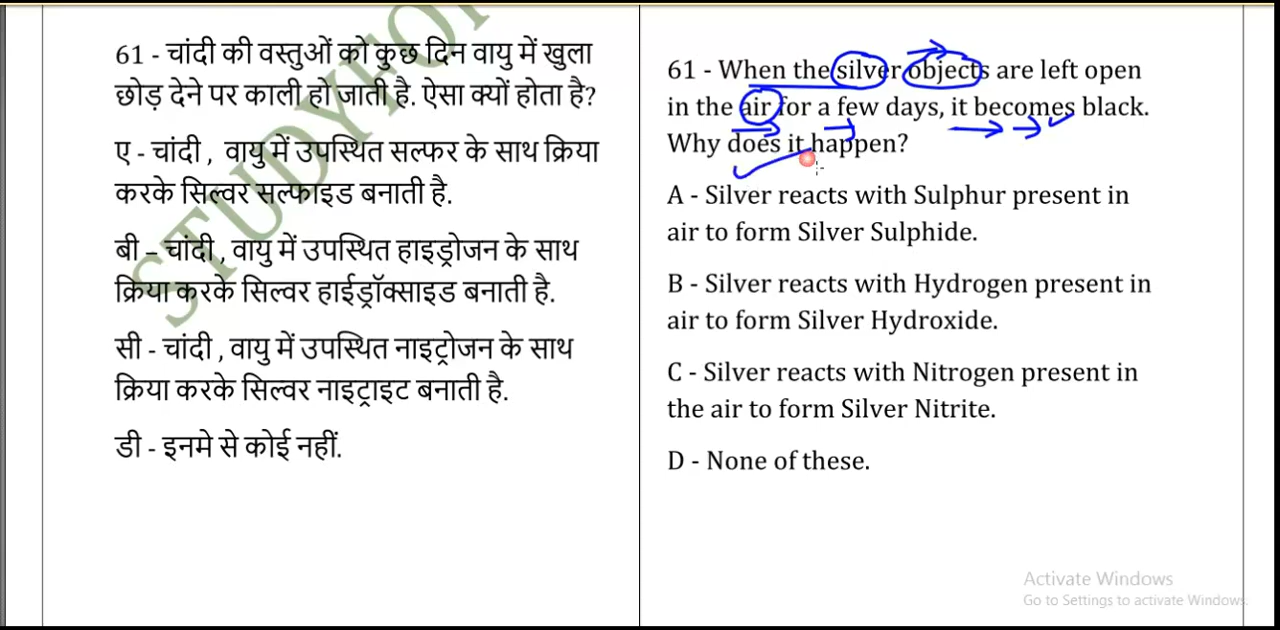 61 - चांदी की वस्तुओं को कुछ दिन वायु में खुला
छोड़ देने पर काली हो जाती है. ऐसा क्यों होता है?
ए - चांदी , वायु में उपस्थित सल्फर के साथ क्रिया
करके सिल्वर सल्फाइड बनाती है.
बी – चांदी , वायु में उपस्थित हाइड्रोजन के साथ
क्रिया करके सिल्वर हाईड्रॉक्साइड बनाती है.
सी - चांदी , वायु में उपस्थित नाइट्रोजन के साथ
क्रिया करके सिल्वर नाइट्राइट बनाती है.
डी - इनमे से कोई नहीं.
STUDYFO
61 - When the silver objects are left open
in the air for a few days, it becomes black.
Why does it happen?
A - Silver reacts with Sulphur present in
air to form Silver Sulphide.
B - Silver reacts with Hydrogen present in
air to form Silver Hydroxide.
C - Silver reacts with Nitrogen present in
the air to form Silver Nitrite.
D - None of these.
Activate Windows
Go to Settings to activate Windows.